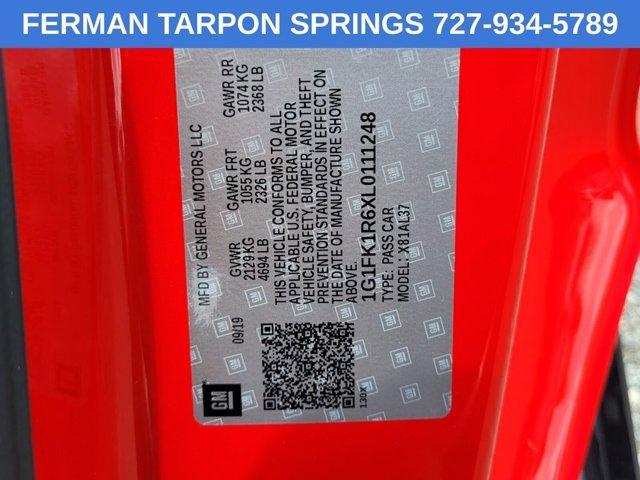 FERMAN TARPON SPRINGS 727-934-5789
MFD BY GENERAL MOTORS LLC
09/19
GVWR GAWR FRT GAWR RR
2129 KG 1055 KG 1074 KG
4694 LB 2326 LB 2368 LB
THIS VEHICLE CONFORMS TO ALL
APPLICABLE U.S. FEDERAL MOTOR
VEHICLE SAFETY, BUMPER, AND THEFT
PREVENTION STANDARDS IN EFFECT ON
THE DATE OF MANUFACTURE SHOWN
ABOVE.
1G1FK1R6XL0111248
TYPE: PASS CAR
MODEL: X81AL37
GM
130X